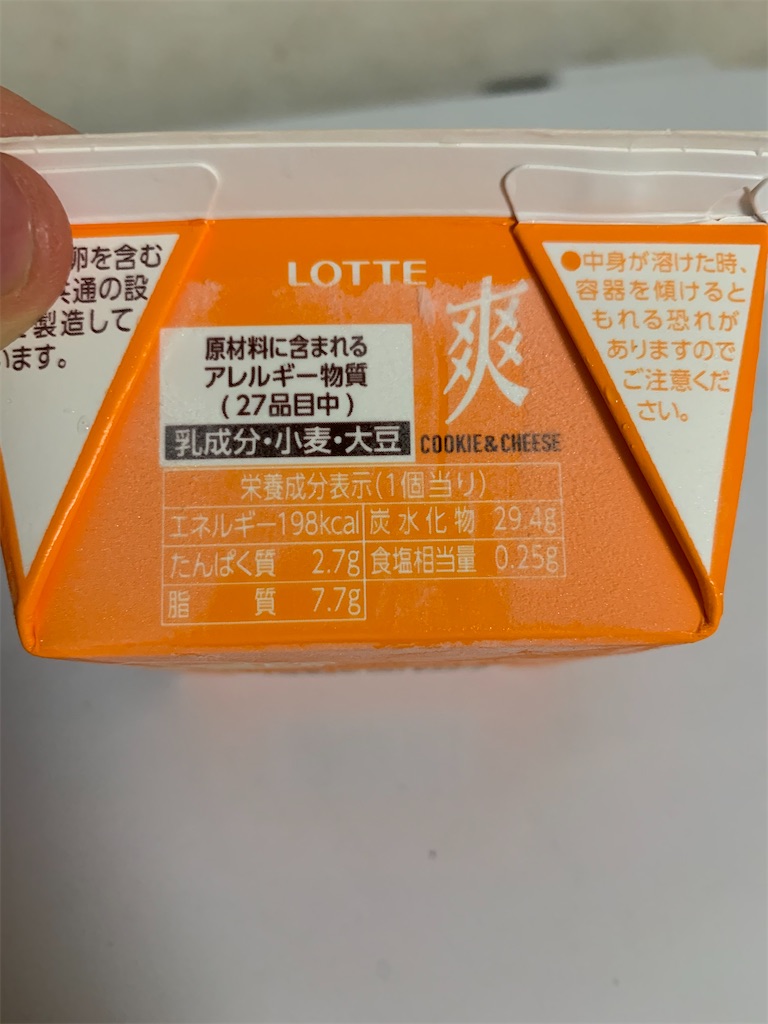 卵を含む
共通の設
製造して
います。
LOTTE
爽
COOKIE&CHEESE
原材料に含まれる
アレルギー物質
(27品目中)
乳成分・小麦・大豆
栄養成分表示(1個当り)
エネルギー198kcal 炭水化物 29.4g
たんぱく質 2.7g 食塩相当量 0.25g
脂質 7.7g
●中身が溶けた時、
容器を傾けると
もれる恐れが
ありますので
ご注意くだ
さい。